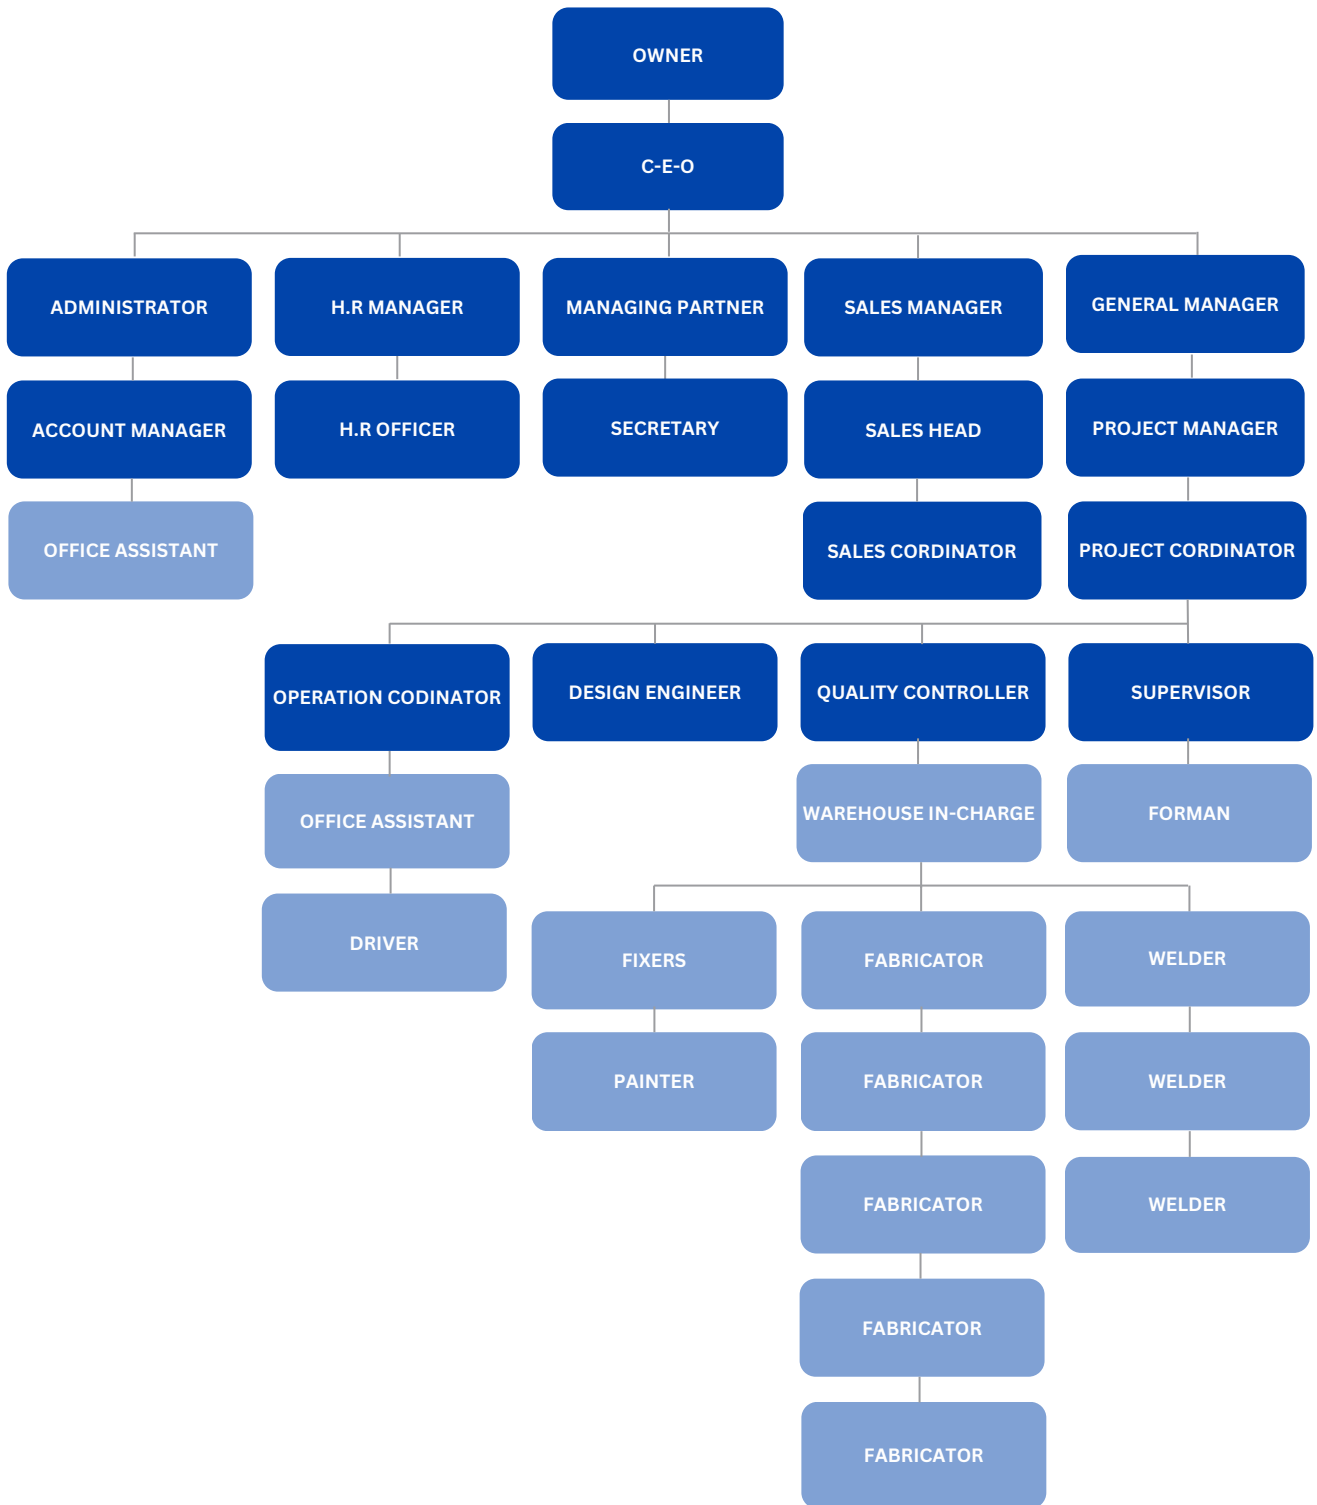 OWNER
C-E-O
ADMINISTRATOR
H.R MANAGER
MANAGING PARTNER
SALES MANAGER
GENERAL MANAGER
ACCOUNT MANAGER
H.R OFFICER
SECRETARY
SALES HEAD
PROJECT MANAGER
OFFICE ASSISTANT
SALES CORDINATOR
PROJECT CORDINATOR
OPERATION CODINATOR
DESIGN ENGINEER
QUALITY CONTROLLER
SUPERVISOR
OFFICE ASSISTANT
WAREHOUSE IN-CHARGE
FORMAN
DRIVER
FIXERS
FABRICATOR
WELDER
PAINTER
FABRICATOR
WELDER
FABRICATOR
WELDER
FABRICATOR
FABRICATOR